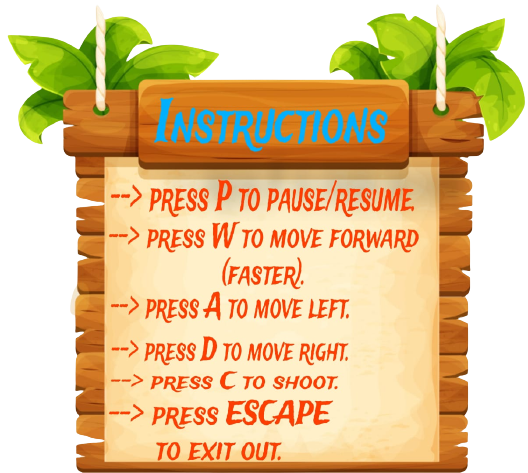 Instructions
--> press P to pause/resume.
--> press W to move forward
(faster).
--> press A to move left.
--> press D to move right.
--> press C to shoot.
--> press ESCAPE
to exit out.